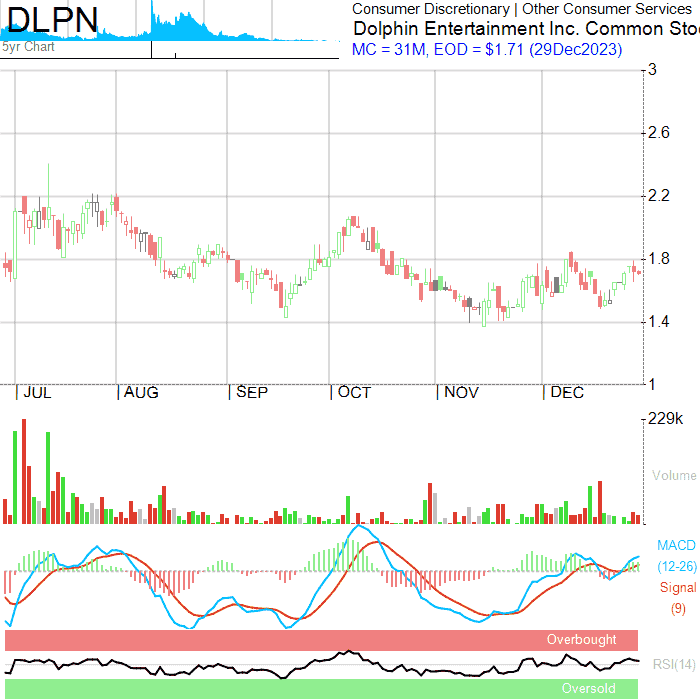 DLPN
5yr Chart
Consumer Discretionary | Other Consumer Services
Dolphin Entertainment Inc. Common
MC = 31M, EOD = $1.71 (29Dec2023)
3
2.6
2.2
1.8
1.4
1
|JUL |AUG |SEP |OCT |NOV |DEC
229k
Volume
MACD
(12-26)
Signal
(9)
Overbought
RSI(14)
Oversold